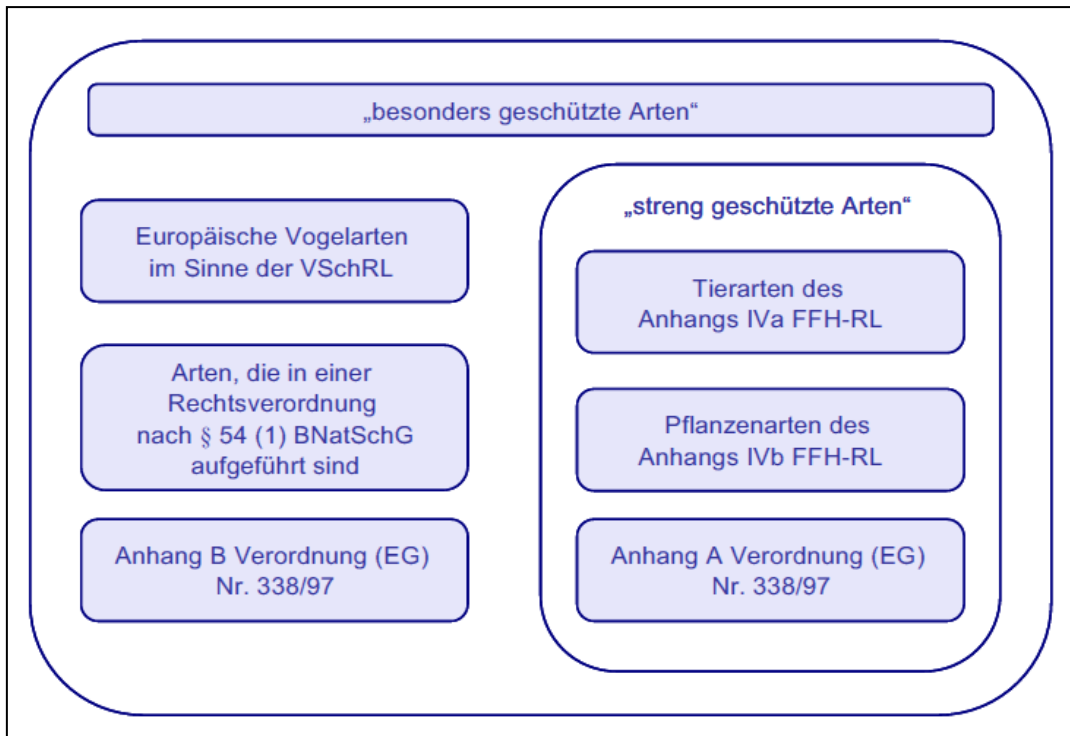 „besonders geschützte Arten“
Europäische Vogelarten
im Sinne der VSchRL
Arten, die in einer
Rechtsverordnung
nach § 54 (1) BNatSchG
aufgeführt sind
Anhang B Verordnung (EG)
Nr. 338/97
„streng geschützte Arten“
Tierarten des
Anhangs IVa FFH-RL
Pflanzenarten des
Anhangs IVb FFH-RL
Anhang A Verordnung (EG)
Nr. 338/97